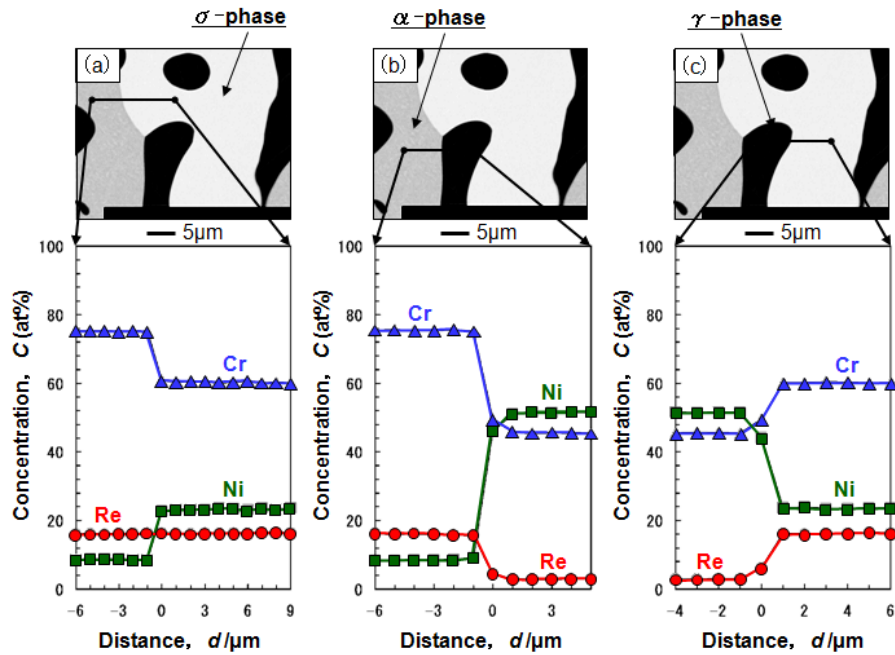 σ-phase
α-phase
γ-phase
(a)
(b)
(c)
5μm
5μm
5μm
Concentration, C (at%)
100
80
60
40
20
0
Cr
Ni
Re
-6
-3
0
3
6
9
Distance, d /μm
Concentration, C (at%)
100
80
60
40
20
0
Cr
Ni
Re
-6
-3
0
3
Distance, d /μm
Concentration, C (at%)
100
80
60
40
20
0
Cr
Ni
Re
-4
-2
0
2
4
6
Distance, d /μm